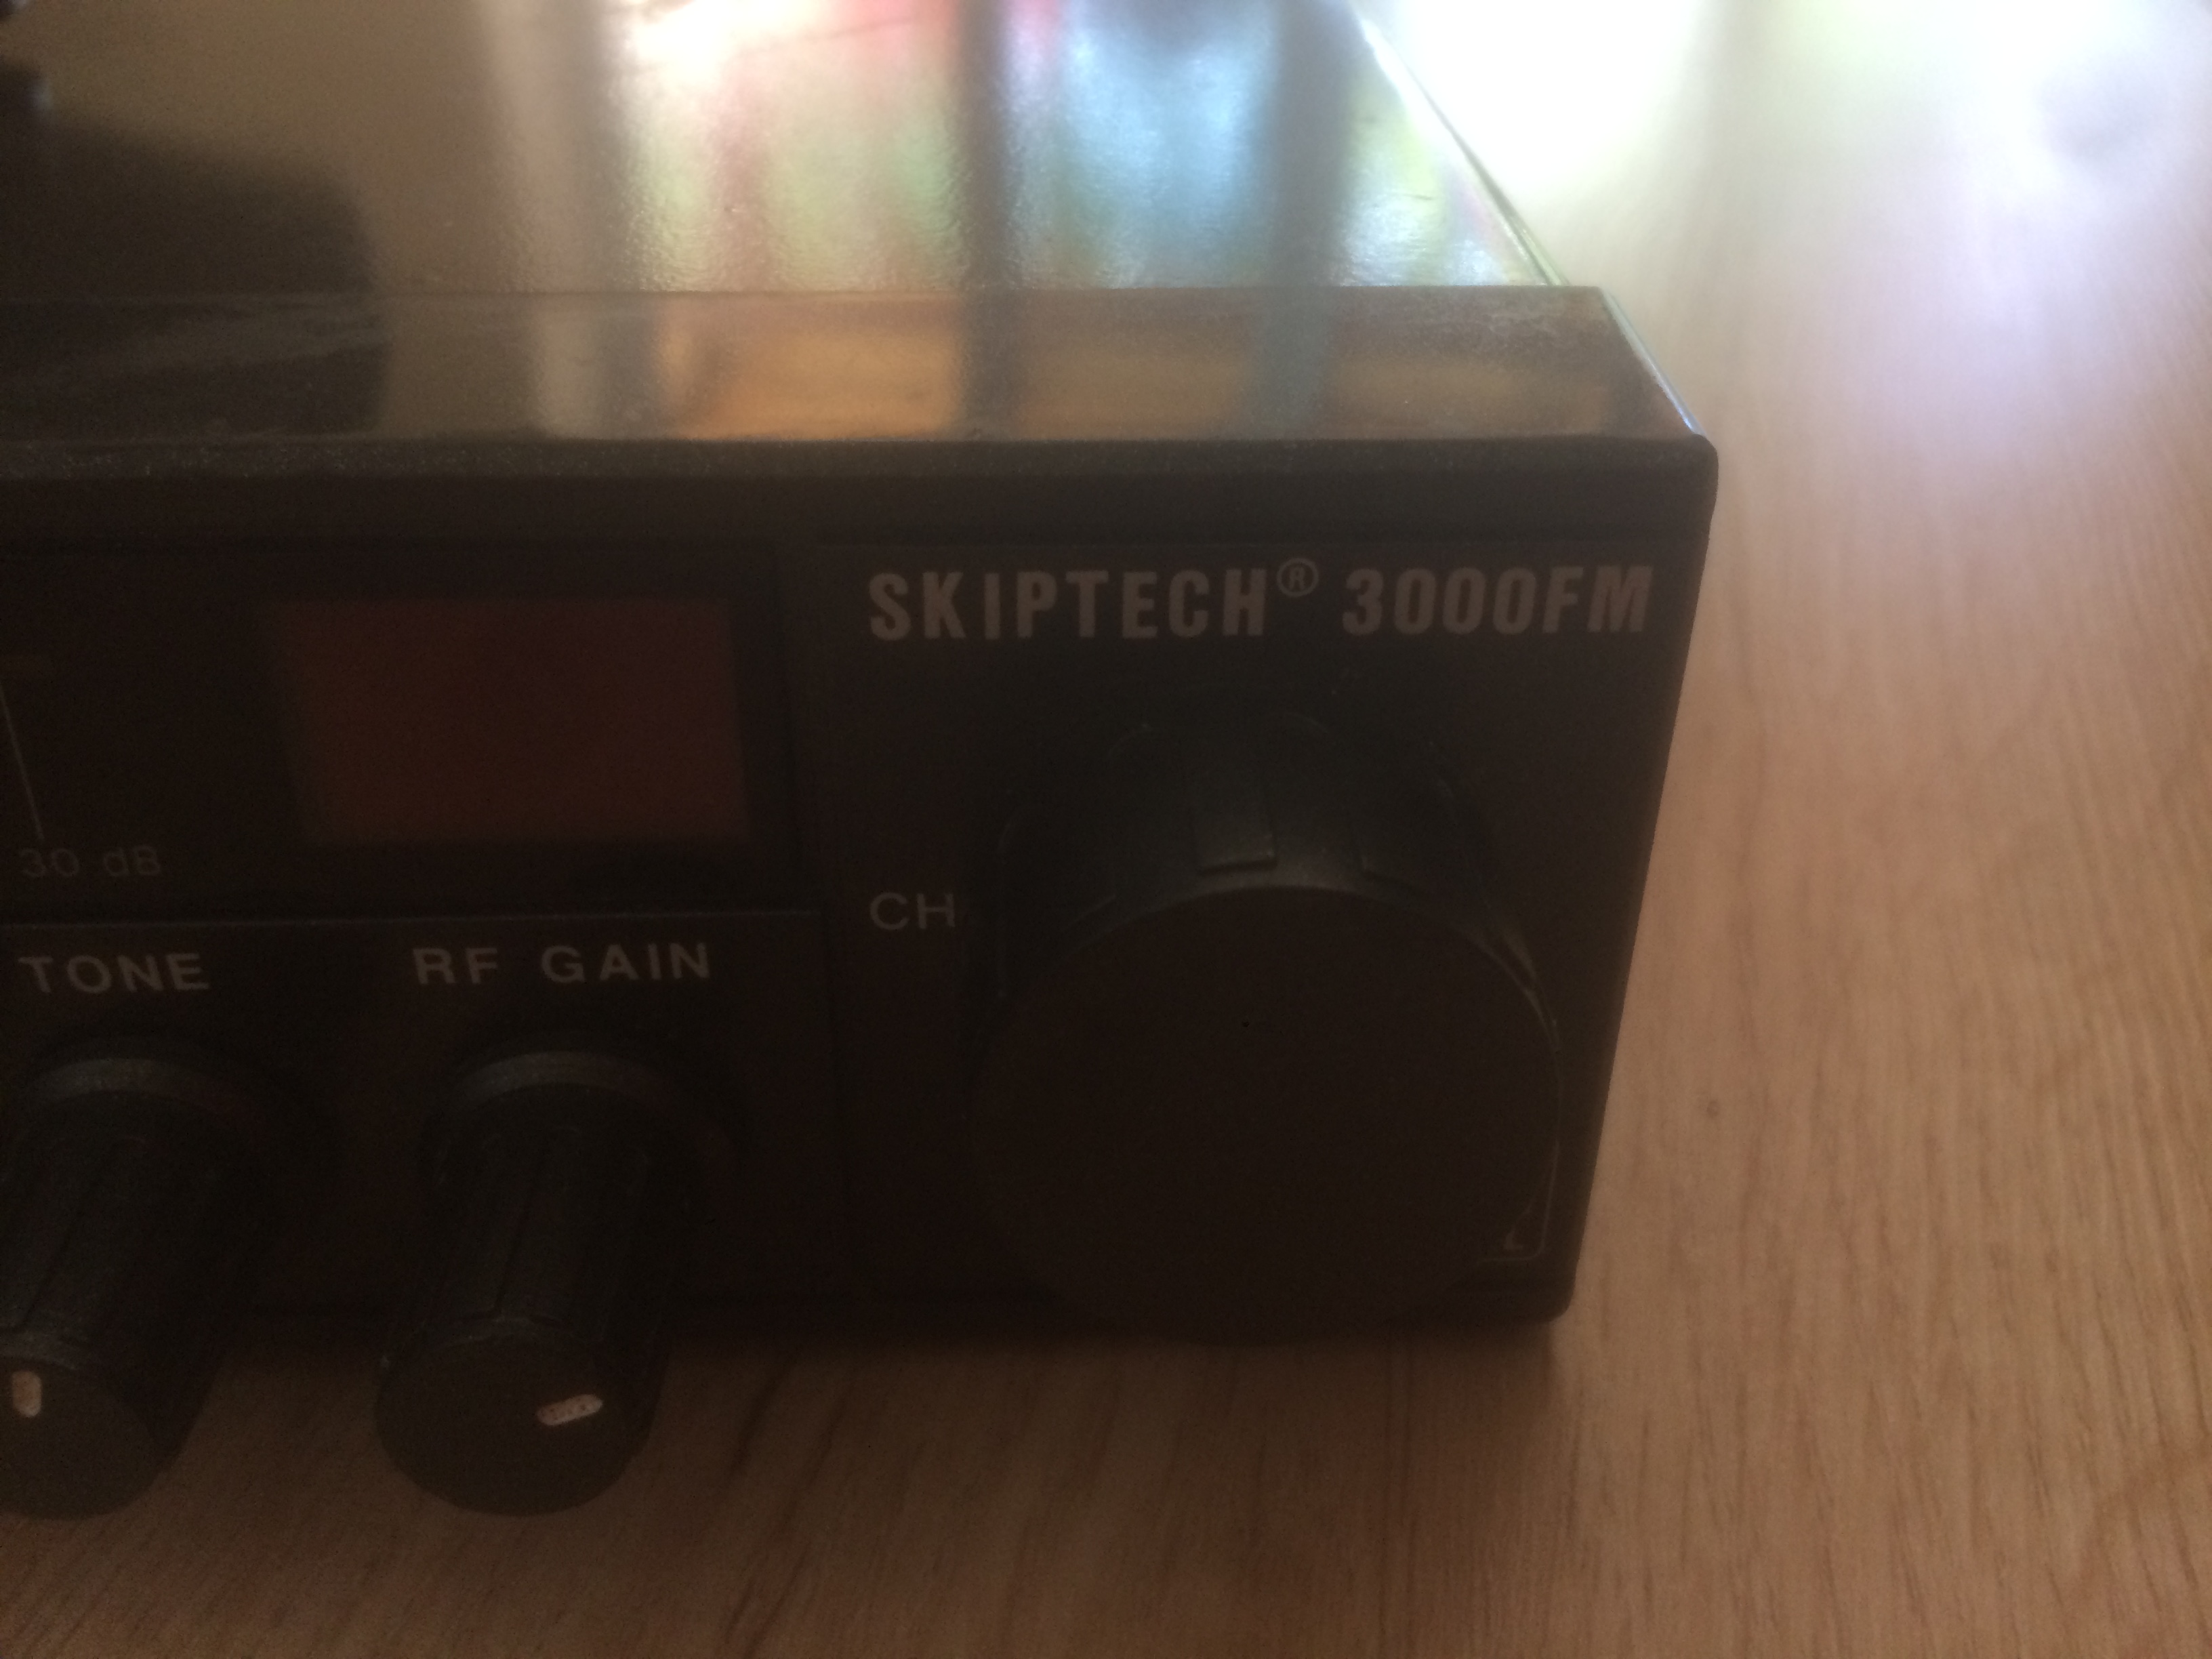 SKIPTECH® 3000FM
30 dB
CH
TONE
RF GAIN